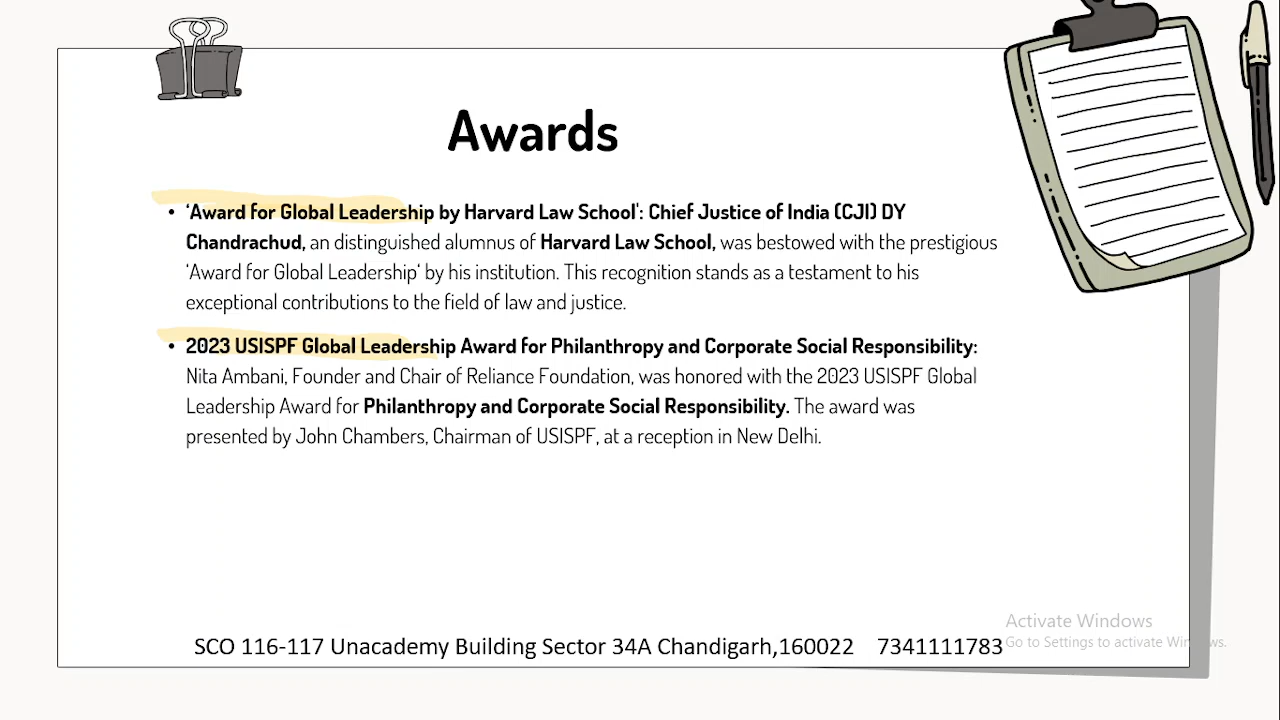 Awards
• ‘Award for Global Leadership by Harvard Law School': Chief Justice of India (CJI) DY
Chandrachud, an distinguished alumnus of Harvard Law School, was bestowed with the prestigious
‘Award for Global Leadership’ by his institution. This recognition stands as a testament to his
exceptional contributions to the field of law and justice.
• 2023 USISPF Global Leadership Award for Philanthropy and Corporate Social Responsibility:
Nita Ambani, Founder and Chair of Reliance Foundation, was honored with the 2023 USISPF Global
Leadership Award for Philanthropy and Corporate Social Responsibility. The award was
presented by John Chambers, Chairman of USISPF, at a reception in New Delhi.
Activate Windows
Go to Settings to activate Windows.
SCO 116-117 Unacademy Building Sector 34A Chandigarh,160022 7341111783